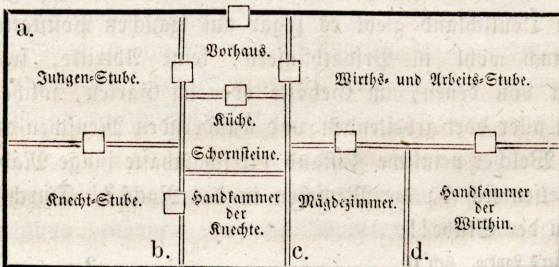 a.
Vorhaus.
Jungen-Stube.
Wirths- und Arbeits-Stube.
Küche.
Schornsteine.
Knecht-Stube.
Handkammer
der
Knechte.
Mägdezimmer.
Handkammer
der
Wirthin.
b.
c.
d.